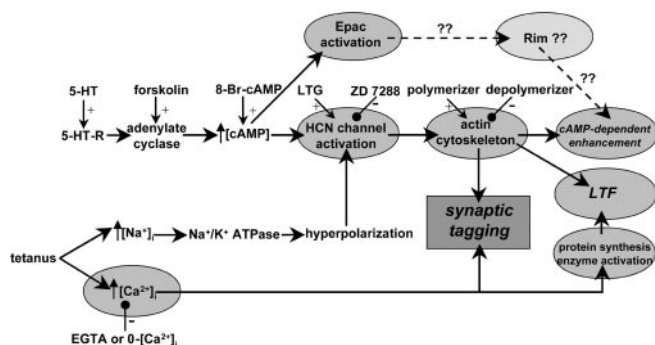 Epac
activation
??
Rim ??
??
5-HT
forskolin
8-Br-cAMP
LTG
ZD 7288
polymerizer
depolymerizer
+
+
+
+
–
+
–
5-HT-R
adenylate
cyclase
[cAMP]
HCN channel
activation
actin
cytoskeleton
cAMP-dependent
enhancement
LTF
synaptic
tagging
[Na⁺]ᵢ
Na⁺/K⁺ ATPase
hyperpolarization
protein synthesis
enzyme activation
tetanus
[Ca²⁺]ᵢ
–
EGTA or 0-[Ca²⁺]ᵢ